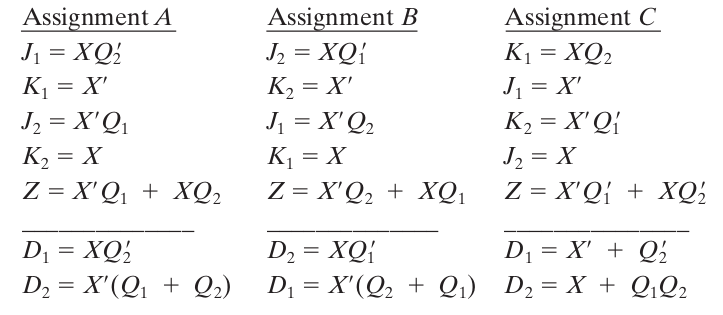 Assignment A Assignment B Assignment C
J₁ = XQ₂′ J₂ = XQ₁′ K₁ = XQ₂
K₁ = X′ K₂ = X′ J₁ = X′
J₂ = X′Q₁ J₁ = X′Q₂ K₂ = X′Q₁′
K₂ = X K₁ = X J₂ = X
Z = X′Q₁ + XQ₂ Z = X′Q₂ + XQ₁ Z = X′Q₁′ + XQ₂′
D₁ = XQ₂′ D₂ = XQ₁′ D₁ = X′ + Q₂′
D₂ = X′(Q₁ + Q₂) D₁ = X′(Q₂ + Q₁) D₂ = X + Q₁Q₂